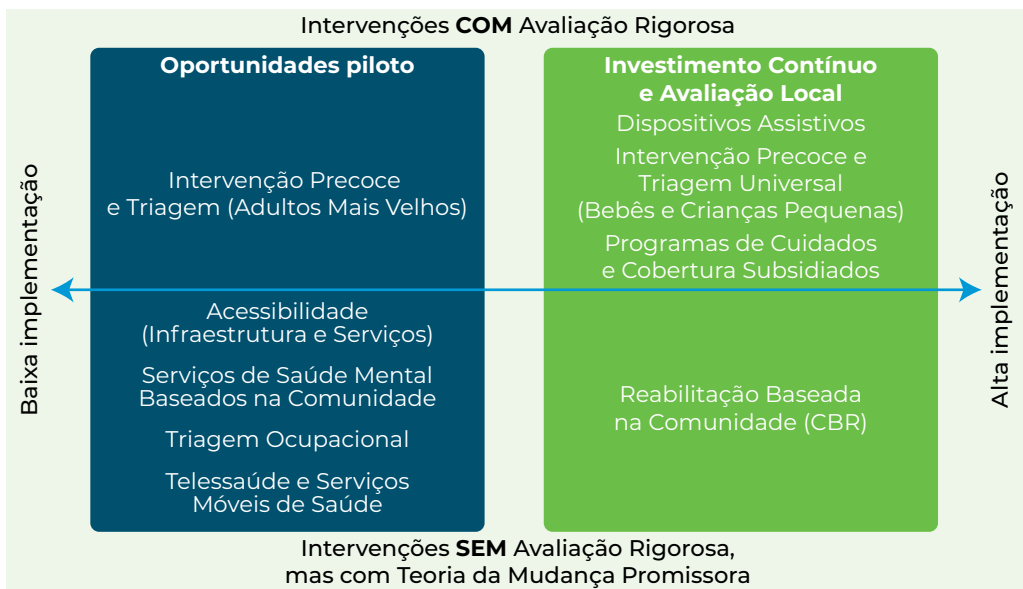 Intervenções COM Avaliação Rigorosa
Baixa implementação
Oportunidades piloto
Intervenção Precoce
e Triagem (Adultos Mais Velhos)
Acessibilidade
(Infraestrutura e Serviços)
Serviços de Saúde Mental
Baseados na Comunidade
Triagem Ocupacional
Telessaúde e Serviços
Móveis de Saúde
Investimento Contínuo
e Avaliação Local
Dispositivos Assistivos
Intervenção Precoce e
Triagem Universal
(Bebês e Crianças Pequenas)
Programas de Cuidados
e Cobertura Subsidiados
Reabilitação Baseada
na Comunidade (CBR)
Alta implementação
Intervenções SEM Avaliação Rigorosa,
mas com Teoria da Mudança Promissora